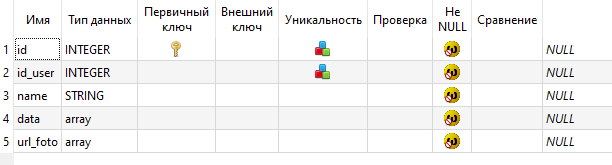 Имя Тип данных Первичный ключ Внешний ключ Уникальность Проверка Не NULL Сравнение
1 id INTEGER NULL
2 id_user INTEGER NULL
3 name STRING NULL
4 data array NULL
5 url_foto array NULL